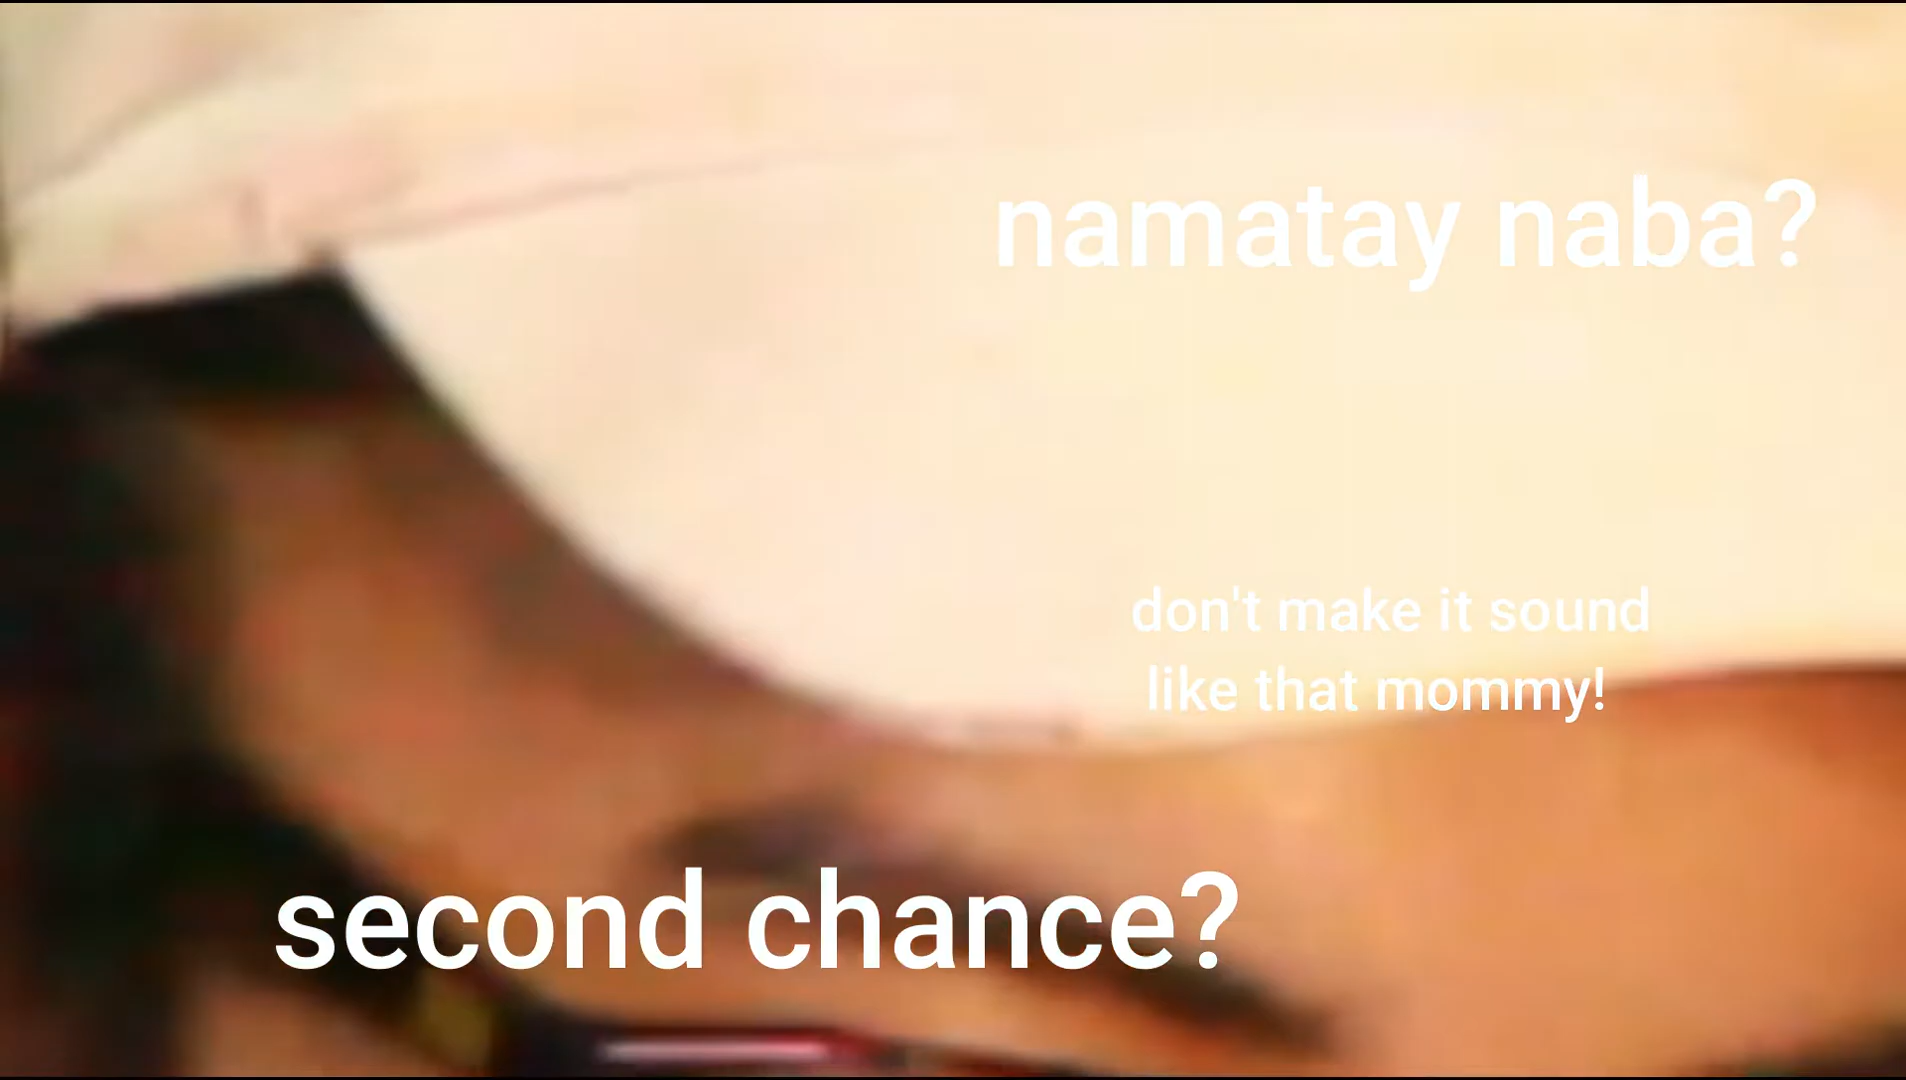 namatay naba?
don't make it sound
like that mommy!
second chance?